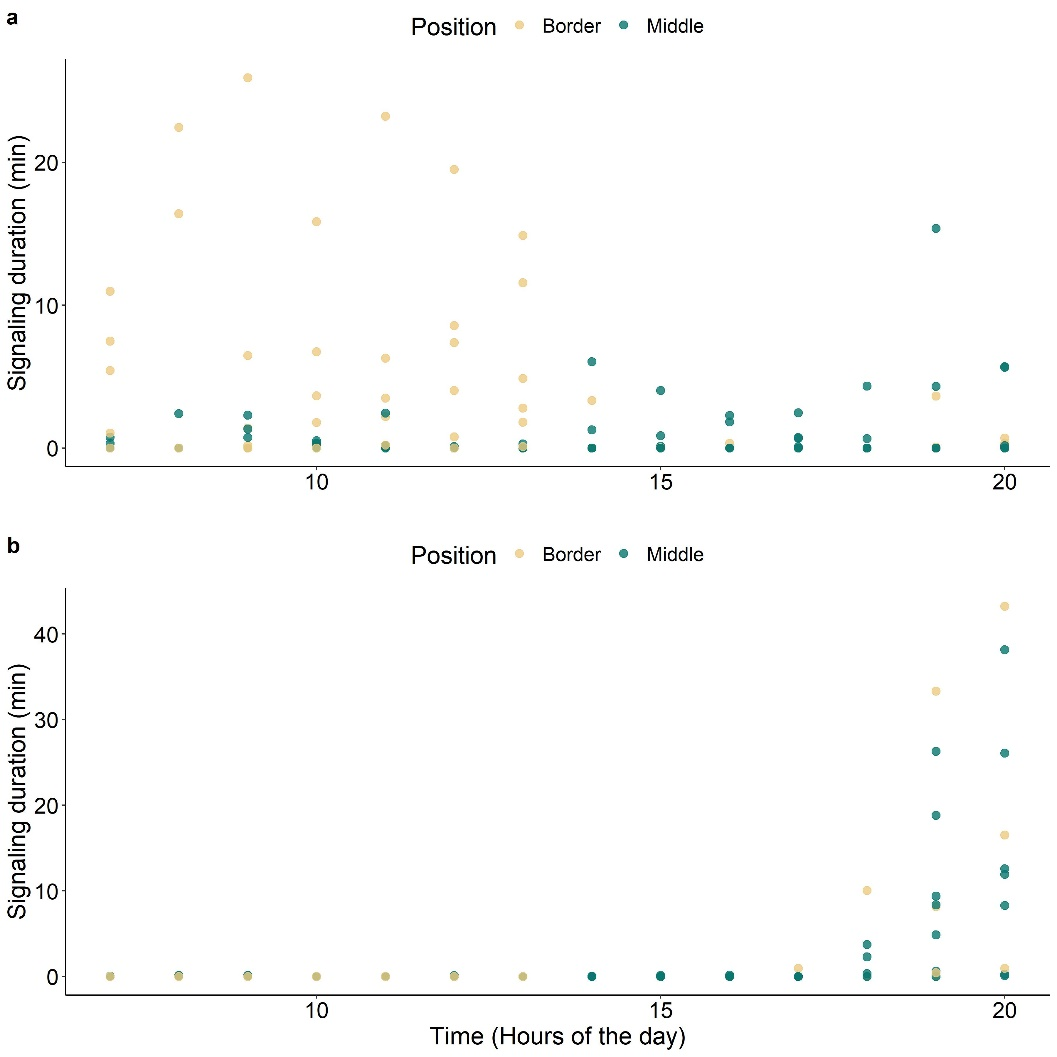 a
Position Border Middle
Signaling duration (min)
20
10
0
10 15 20
b
Position Border Middle
Signaling duration (min)
40
30
20
10
0
10 15 20
Time (Hours of the day)